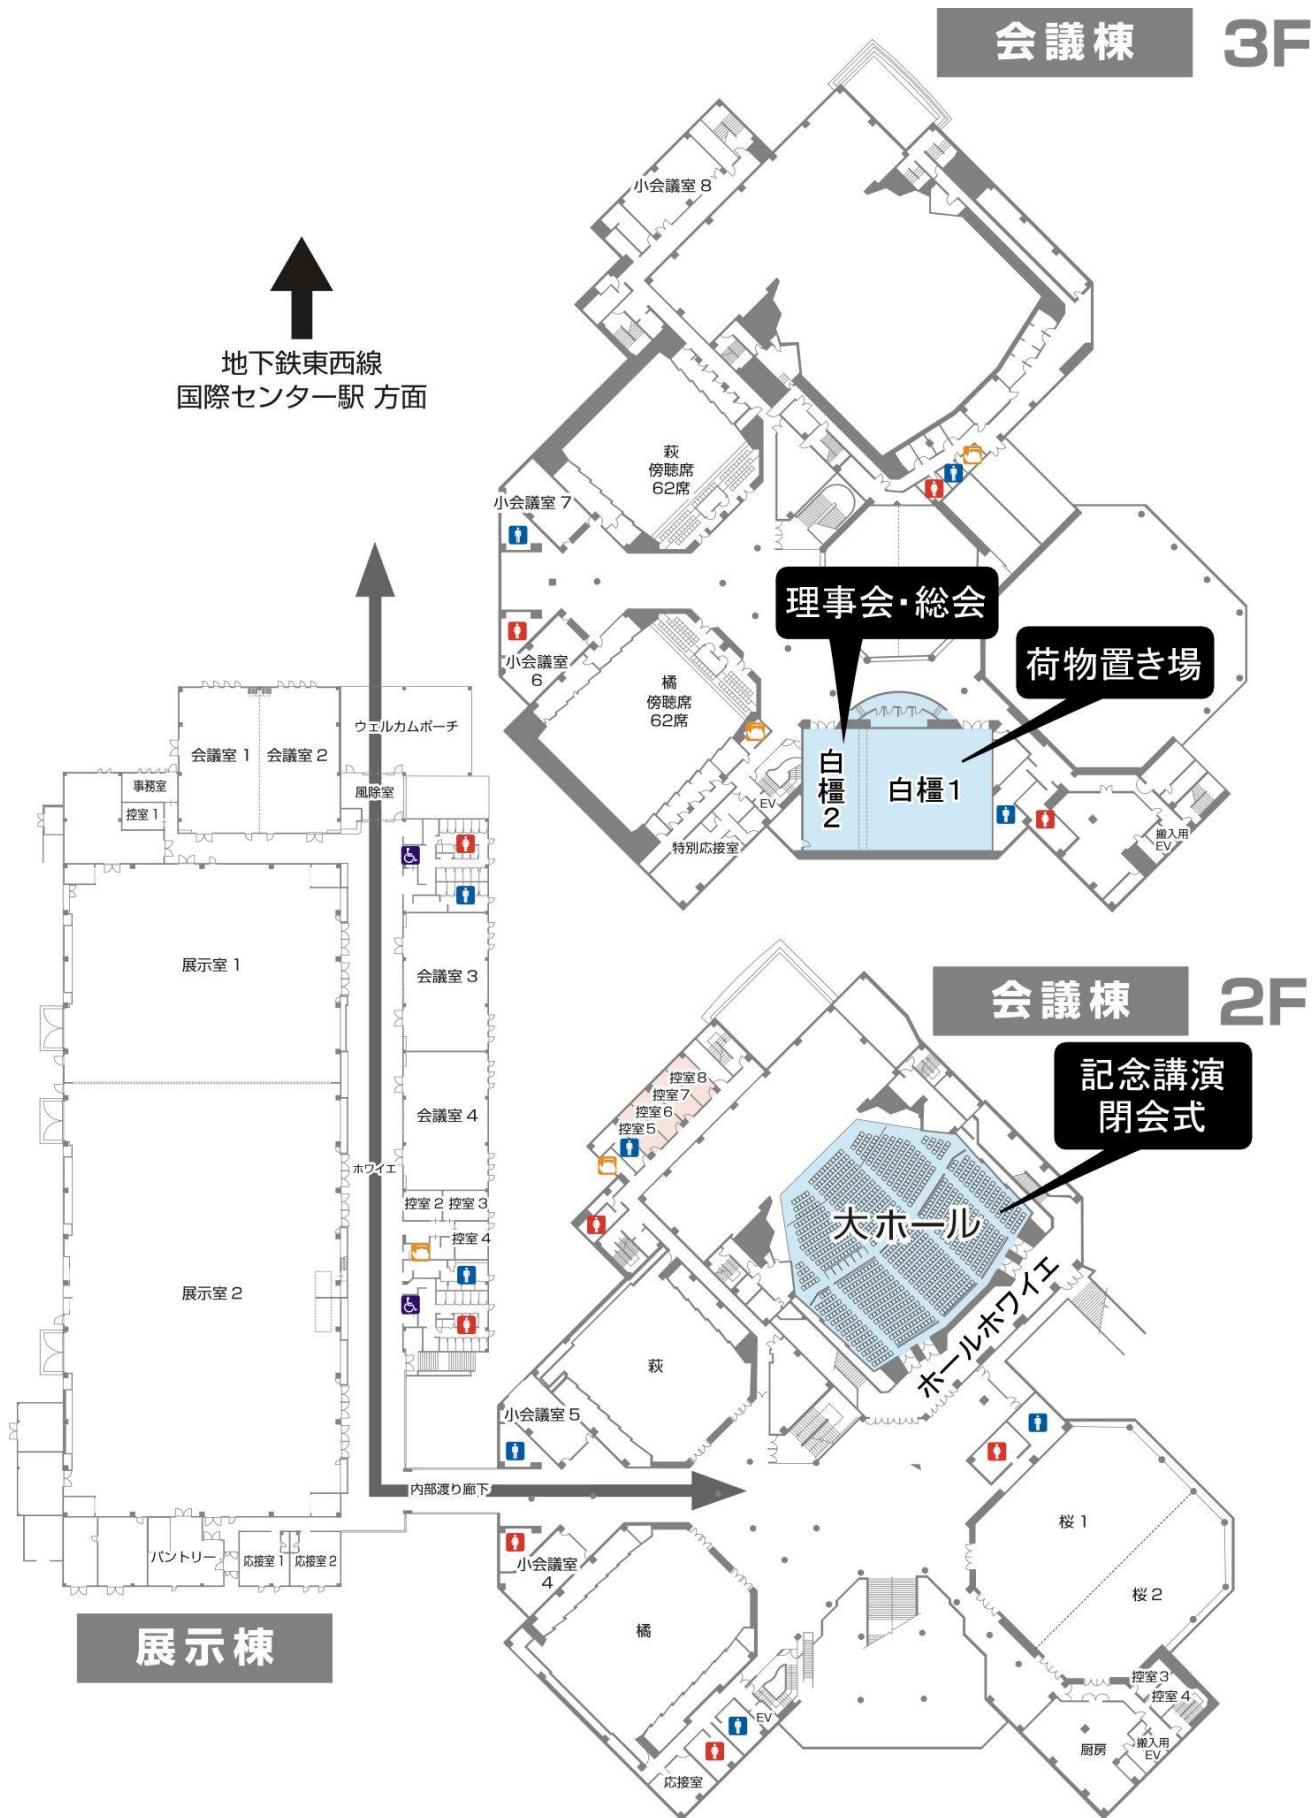 会議棟 3F
小会議室 8
地下鉄東西線
国際センター駅 方面
萩
傍聴席
62席
小会議室 7
理事会・総会
荷物置き場
小会議室
6
橘
傍聴席
62席
白橿2
白橿1
EV
特別応接室
搬入用
EV
ウェルカムポーチ
会議室 1
会議室 2
事務室
控室 1
風除室
展示室 1
会議室 3
会議室 4
ホワイエ
控室 2
控室 3
控室 4
展示室 2
内部渡り廊下
パントリー
応接室 1
応接室 2
展示棟
会議棟 2F
記念講演
閉会式
控室 8
控室 7
控室 6
控室 5
大ホール
ホールホワイエ
萩
小会議室 5
小会議室
4
橘
桜 1
桜 2
控室 3
控室 4
EV
搬入用
EV
厨房
応接室